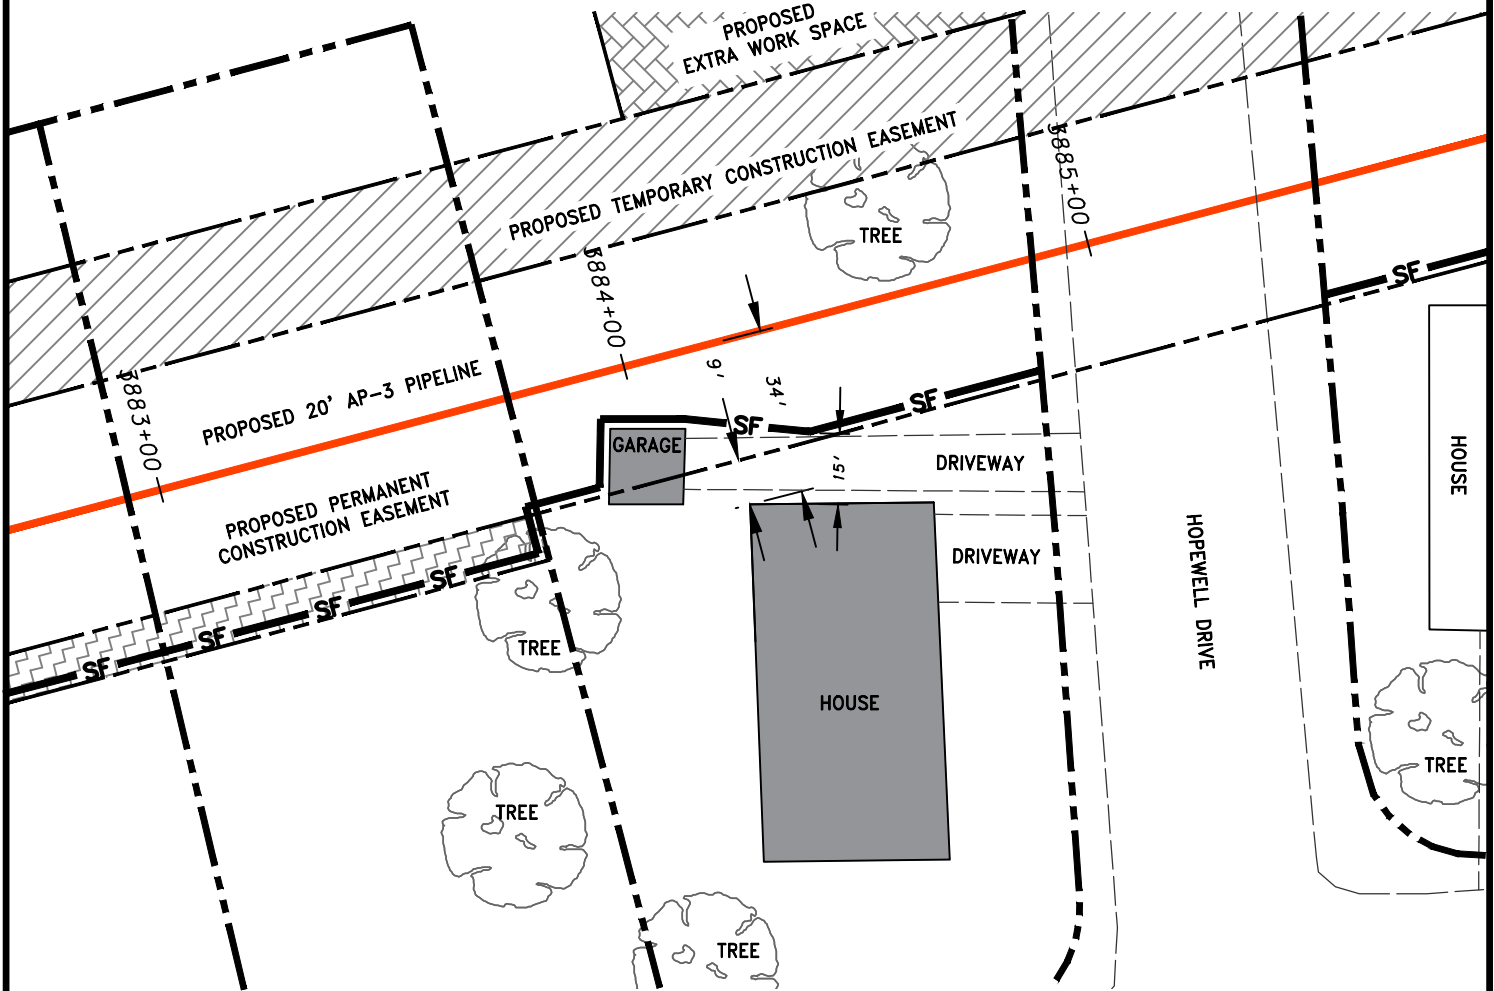 PROPOSED
EXTRA WORK SPACE
PROPOSED TEMPORARY CONSTRUCTION EASEMENT
3885+00
TREE
3884+00
SF
PROPOSED 20' AP-3 PIPELINE
3883+00
9'
34'
SF
SF
GARAGE
15'
DRIVEWAY
HOUSE
PROPOSED PERMANENT
CONSTRUCTION EASEMENT
DRIVEWAY
HOPEWELL DRIVE
SF
SF
SF
SF
TREE
HOUSE
TREE
TREE
TREE